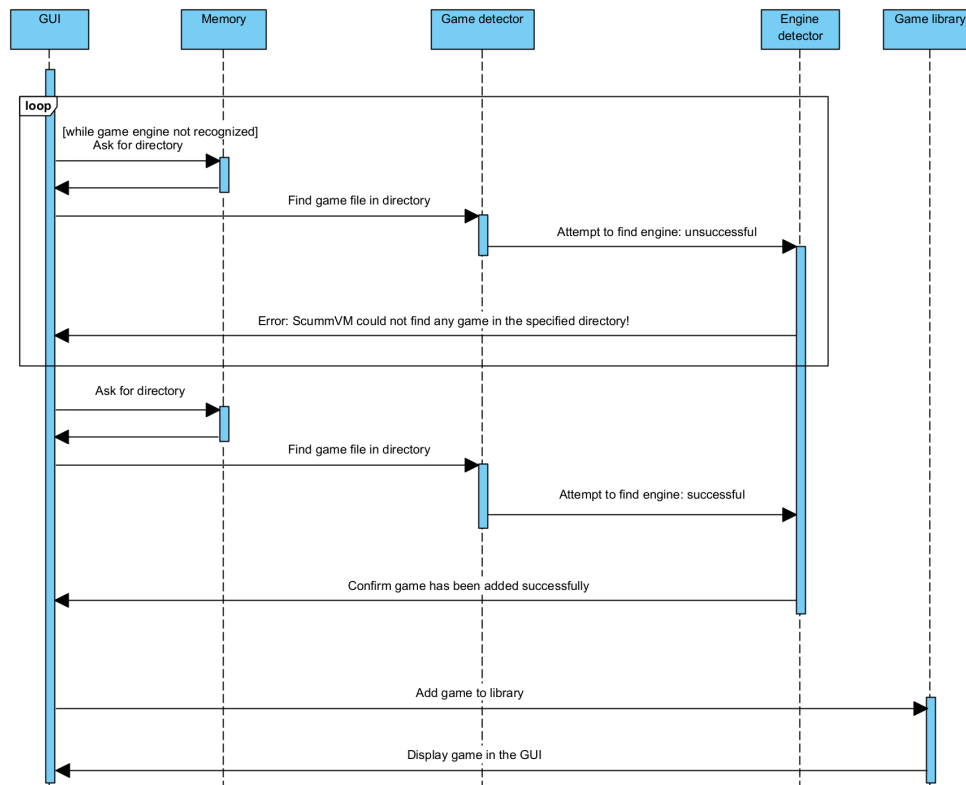 GUI
Memory
Game detector
Engine
detector
Game library
loop
[while game engine not recognized]
Ask for directory
Find game file in directory
Attempt to find engine: unsuccessful
Error: ScummVM could not find any game in the specified directory!
Ask for directory
Find game file in directory
Attempt to find engine: successful
Confirm game has been added successfully
Add game to library
Display game in the GUI